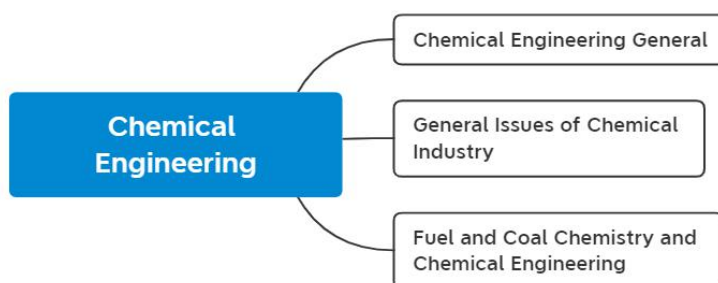 Chemical
Engineering
Chemical Engineering General
General Issues of Chemical
Industry
Fuel and Coal Chemistry and
Chemical Engineering